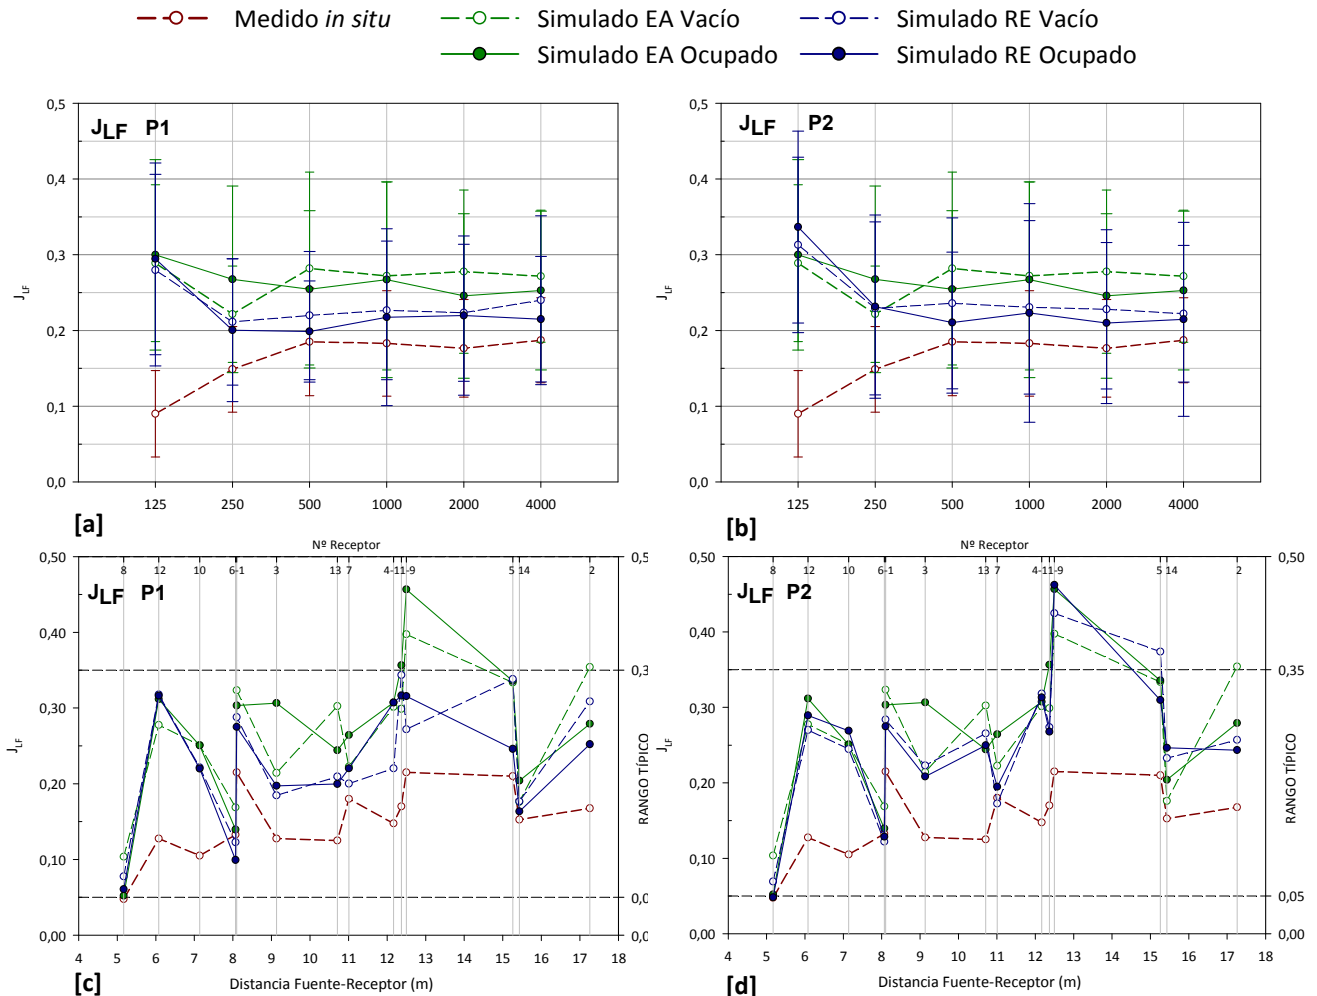 Medido in situ
Simulado EA Vacío
Simulado RE Vacío
Simulado EA Ocupado
Simulado RE Ocupado
0,5
0,4
0,3
0,2
0,1
0,0
JLF P1
JLF
125 250 500 1000 2000 4000
[a]
0,5
0,4
0,3
0,2
0,1
0,0
JLF P2
JLF
125 250 500 1000 2000 4000
[b]
Nº Receptor
8 12 10 6-1 3 13 7 4-11-9 5 14 2
JLF P1
0,50
0,40
0,30
0,20
0,10
0,00
JLF
0,5
0,3
0,0
0,0
RANGO TÍPICO
4 5 6 7 8 9 10 11 12 13 14 15 16 17 18
Distancia Fuente-Receptor (m)
[c]
Nº Receptor
8 12 10 6-1 3 13 7 4-11-9 5 14 2
JLF P2
0,50
0,40
0,30
0,20
0,10
0,00
JLF
0,50
0,35
0,05
0,00
RANGO TÍPICO
4 5 6 7 8 9 10 11 12 13 14 15 16 17 18
Distancia Fuente-Receptor (m)
[d]